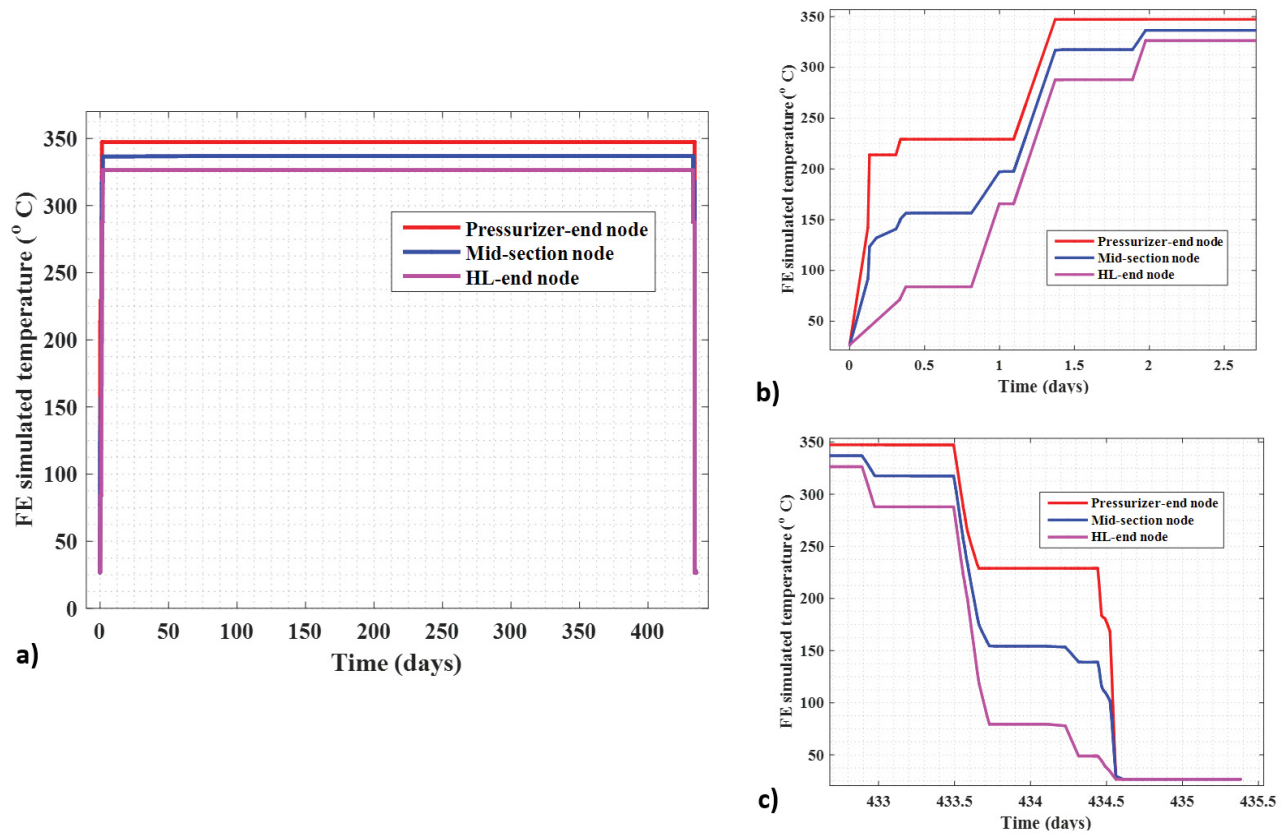 FE simulated temperature (° C)
350
300
250
200
150
100
50
0
0 50 100 150 200 250 300 350 400
Time (days)
Pressurizer-end node
Mid-section node
HL-end node
a)
FE simulated temperature (° C)
350
300
250
200
150
100
50
0 0.5 1 1.5 2 2.5
Time (days)
Pressurizer-end node
Mid-section node
HL-end node
b)
FE simulated temperature (° C)
350
300
250
200
150
100
50
433 433.5 434 434.5 435 435.5
Time (days)
Pressurizer-end node
Mid-section node
HL-end node
c)